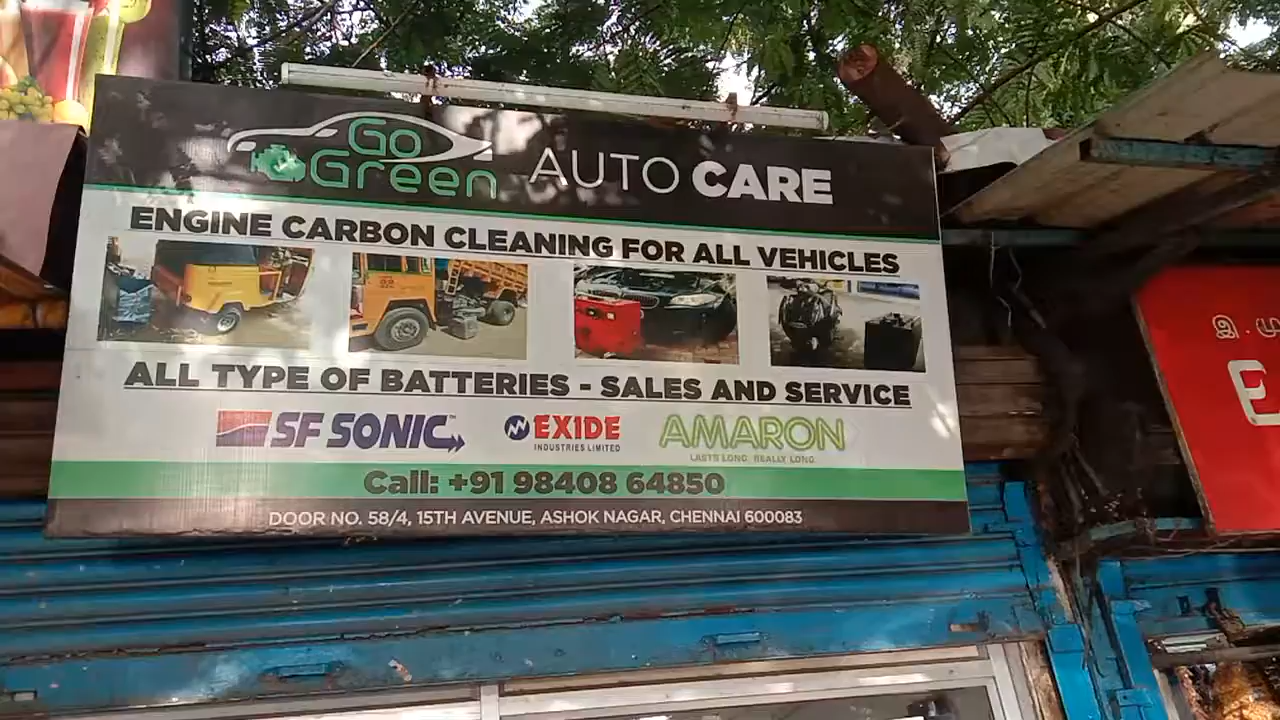 Go Green AUTO CARE
ENGINE CARBON CLEANING FOR ALL VEHICLES
ALL TYPE OF BATTERIES - SALES AND SERVICE
SF SONIC™ EXIDE INDUSTRIES LIMITED AMARON LASTS LONG. REALLY LONG.
Call: +91 98408 64850
DOOR NO. 58/4, 15TH AVENUE, ASHOK NAGAR, CHENNAI 600083
இ.மு
E